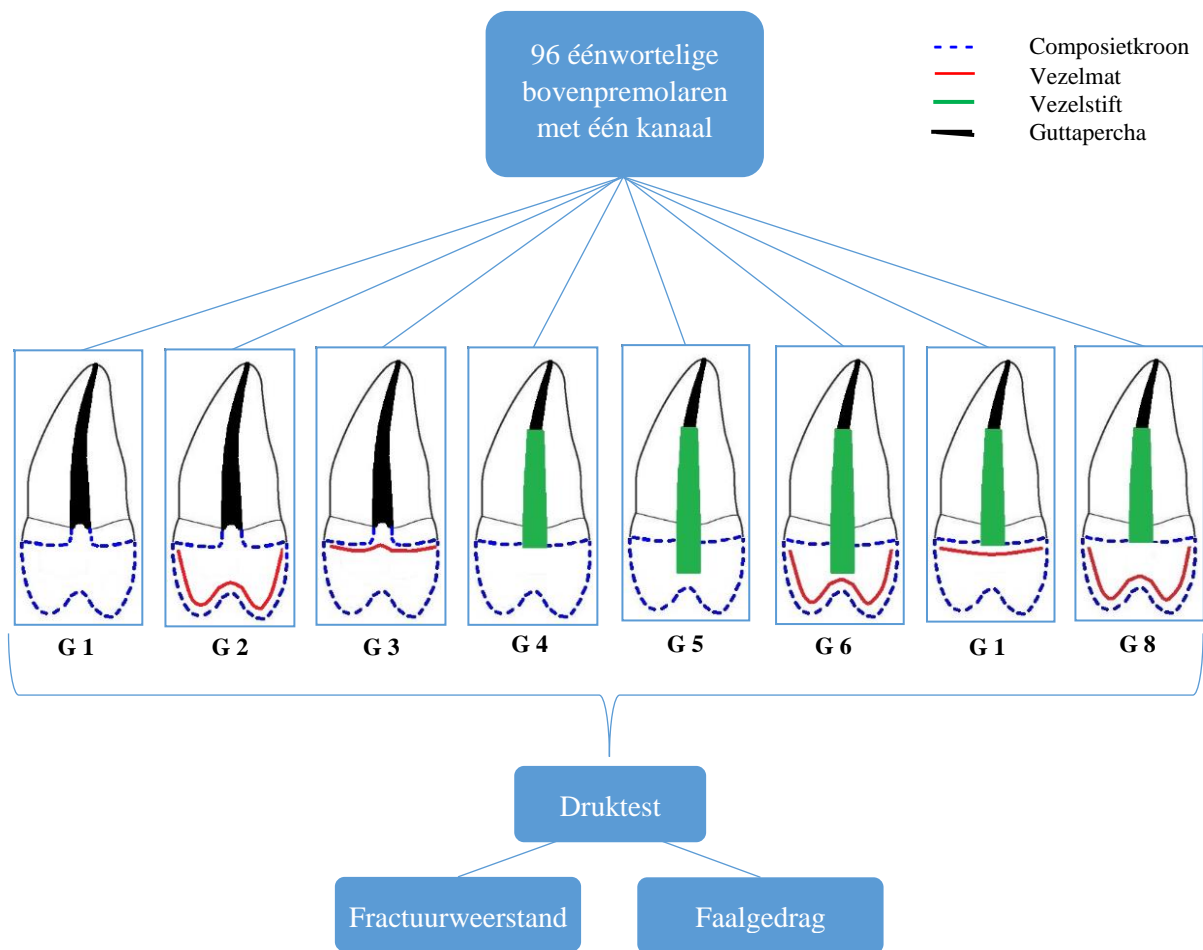 96 éénwortelige
bovenpremolaren
met één kanaal
Composietkroon
Vezelmat
Vezelstift
Guttapercha
G 1
G 2
G 3
G 4
G 5
G 6
G 1
G 8
Druktest
Fractuurweerstand
Faalgedrag